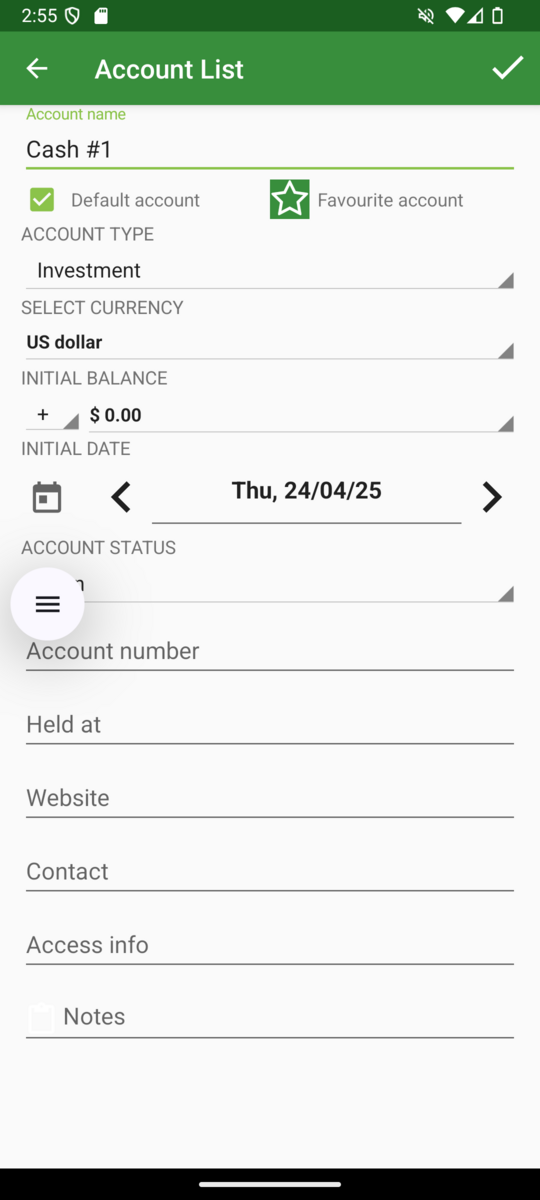 2:55
Account List
Account name
Cash #1
Default account
Favourite account
ACCOUNT TYPE
Investment
SELECT CURRENCY
US dollar
INITIAL BALANCE
+ $ 0.00
INITIAL DATE
Thu, 24/04/25
ACCOUNT STATUS
Account number
Held at
Website
Contact
Access info
Notes